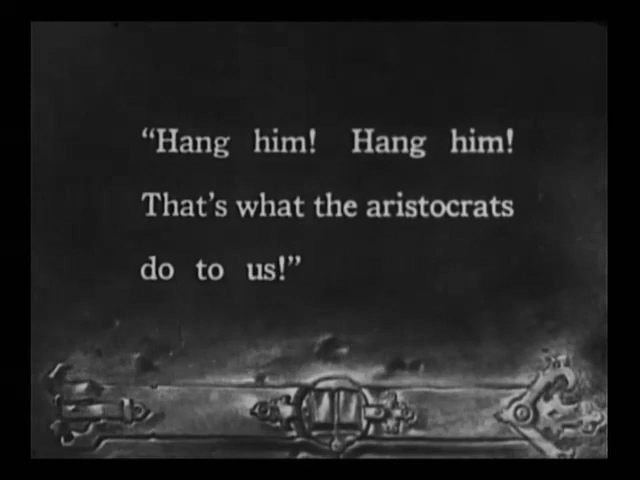 “Hang him! Hang him!
That’s what the aristocrats
do to us!”